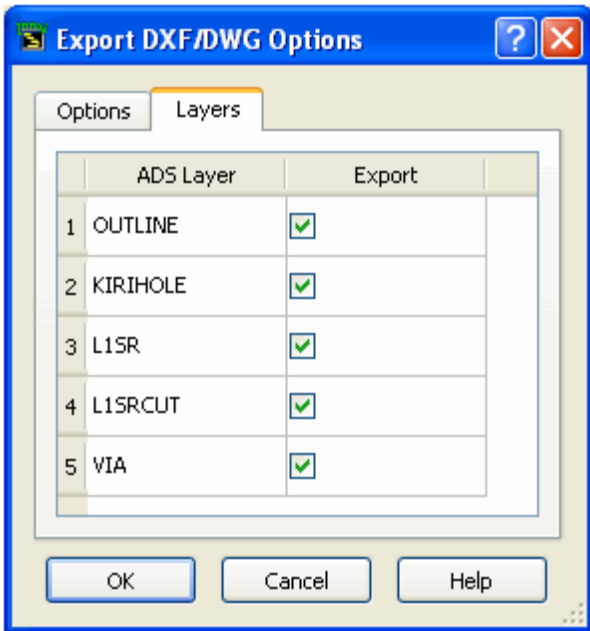 Export DXF/DWG Options
Options Layers
ADS Layer Export
1 OUTLINE
2 KIRIHOLE
3 L1SR
4 L1SRCUT
5 VIA
OK Cancel Help